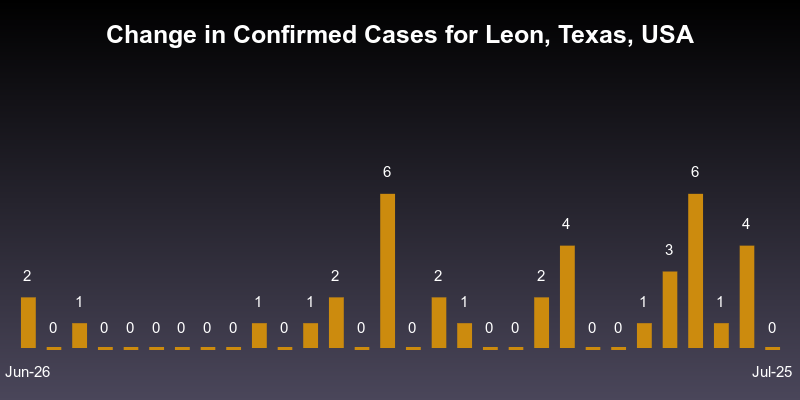 Change in Confirmed Cases for Leon, Texas, USA
2 0 1 0 0 0 0 0 0 1 0 1 2 0 6 0 2 1 0 0 2 4 0 0 1 3 6 1 4 0
Jun-26 Jul-25